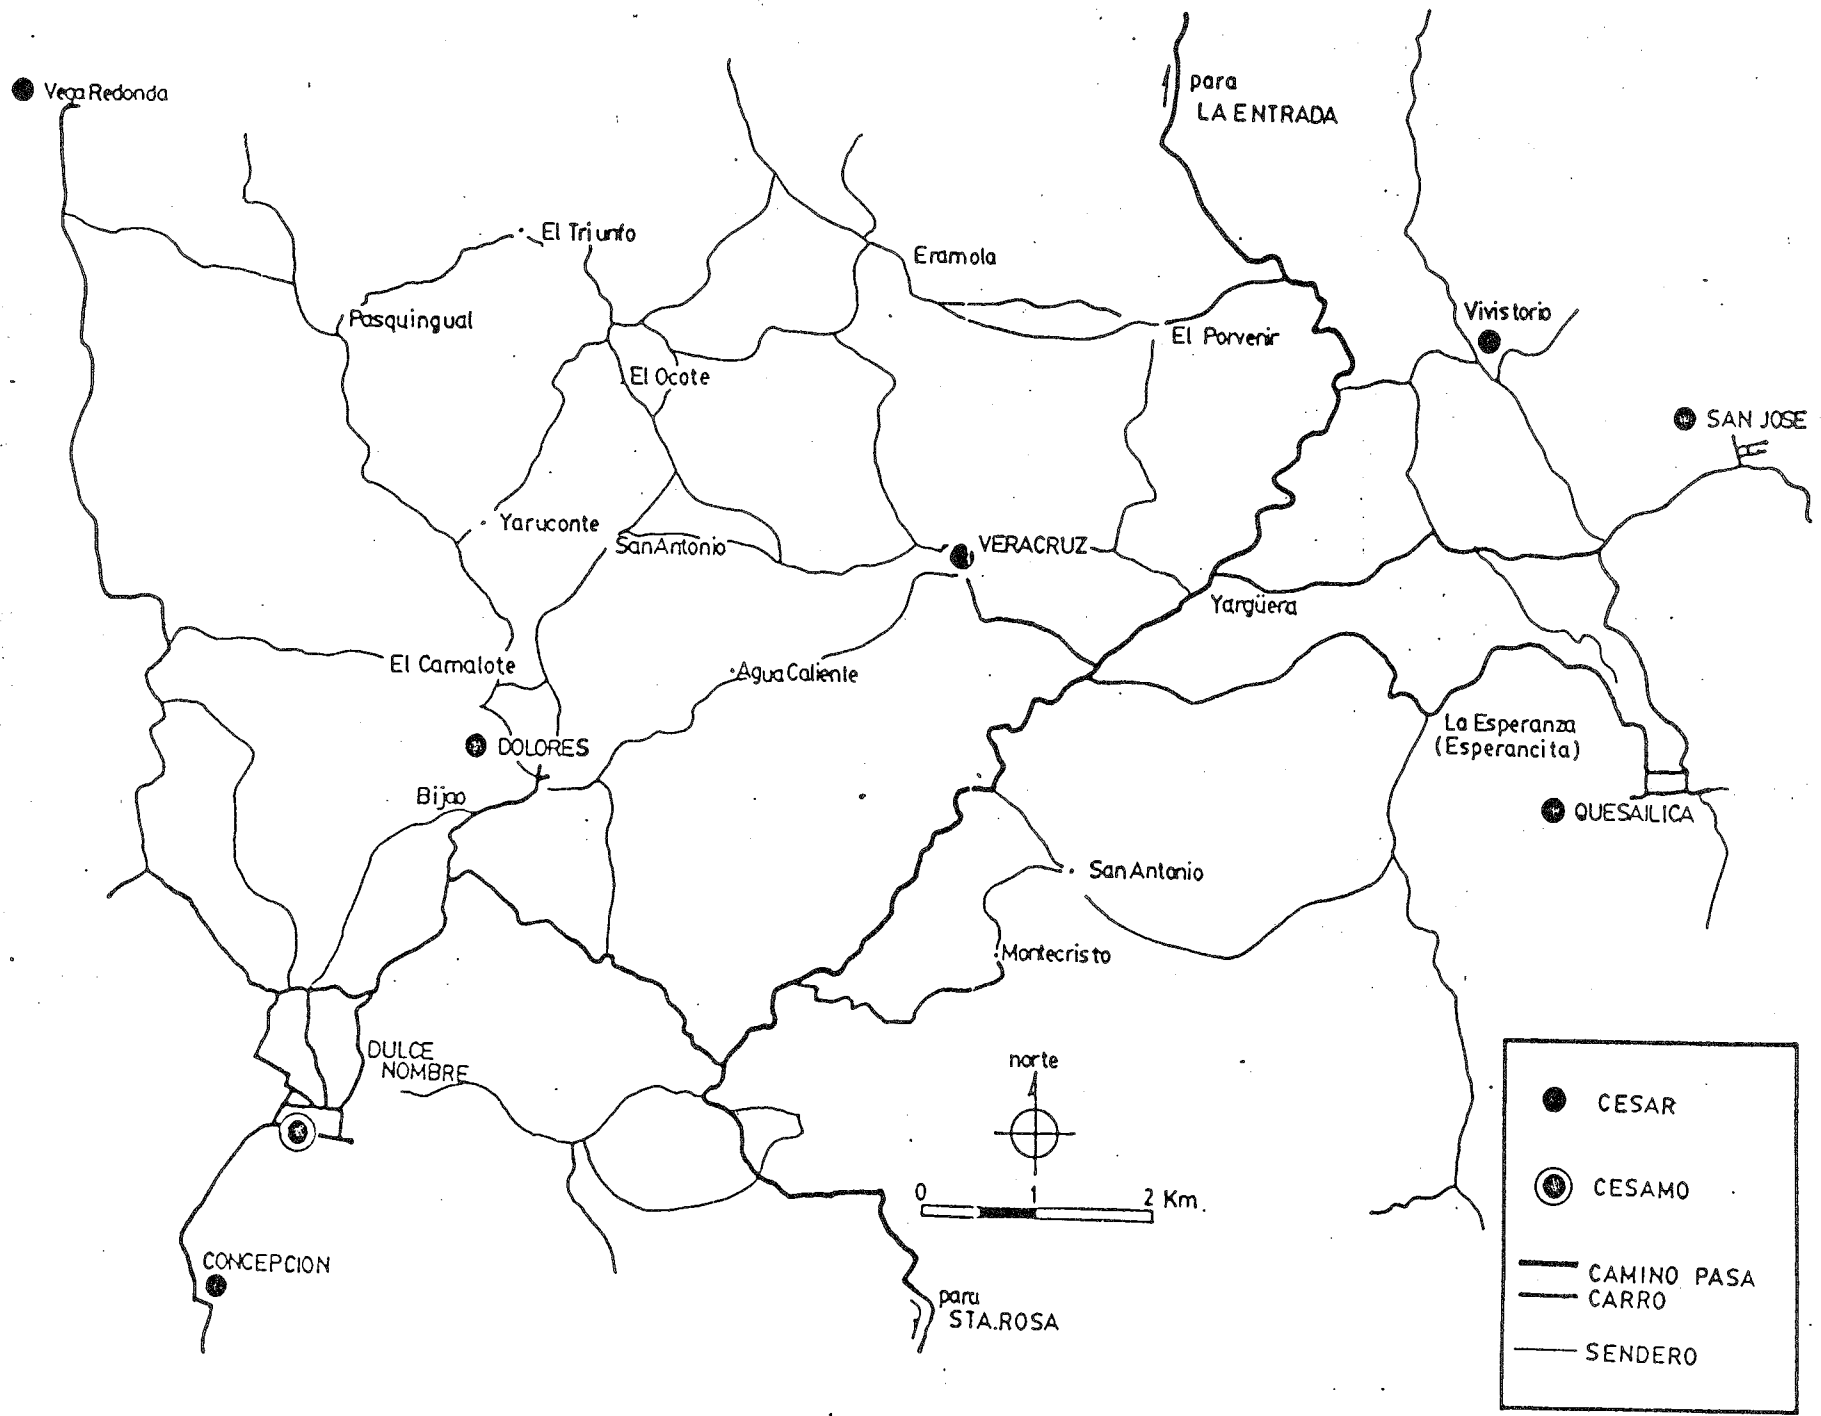 Vega Redonda
para
LA ENTRADA
El Triunfo
Eramola
Pasquingual
Vivistorio
El Porvenir
El Ocote
SAN JOSE
Yaruconte
San Antonio
VERACRUZ
Yargüera
El Camalote
Agua Caliente
La Esperanza
(Esperancita)
DOLORES
Bijao
QUESAILICA
San Antonio
Montecristo
DULCE
NOMBRE
norte
0 1 2 Km.
CONCEPCION
para
STA.ROSA
CESAR
CESAMO
CAMINO PASA
CARRO
SENDERO